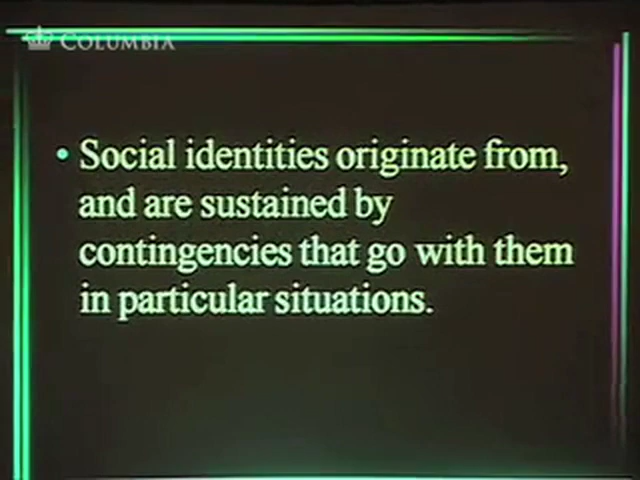 COLUMBIA
• Social identities originate from,
and are sustained by
contingencies that go with them
in particular situations.